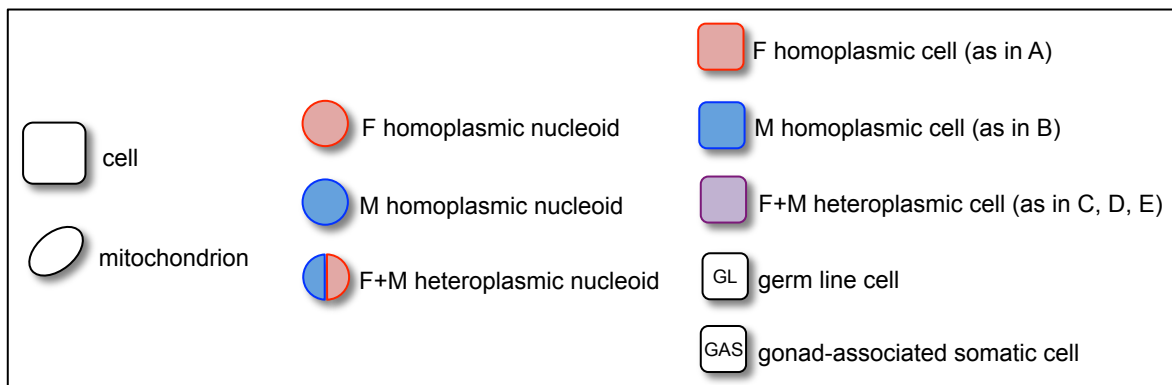 cell
mitochondrion
F homoplasmic nucleoid
M homoplasmic nucleoid
F+M heteroplasmic nucleoid
F homoplasmic cell (as in A)
M homoplasmic cell (as in B)
F+M heteroplasmic cell (as in C, D, E)
GL germ line cell
GAS gonad-associated somatic cell